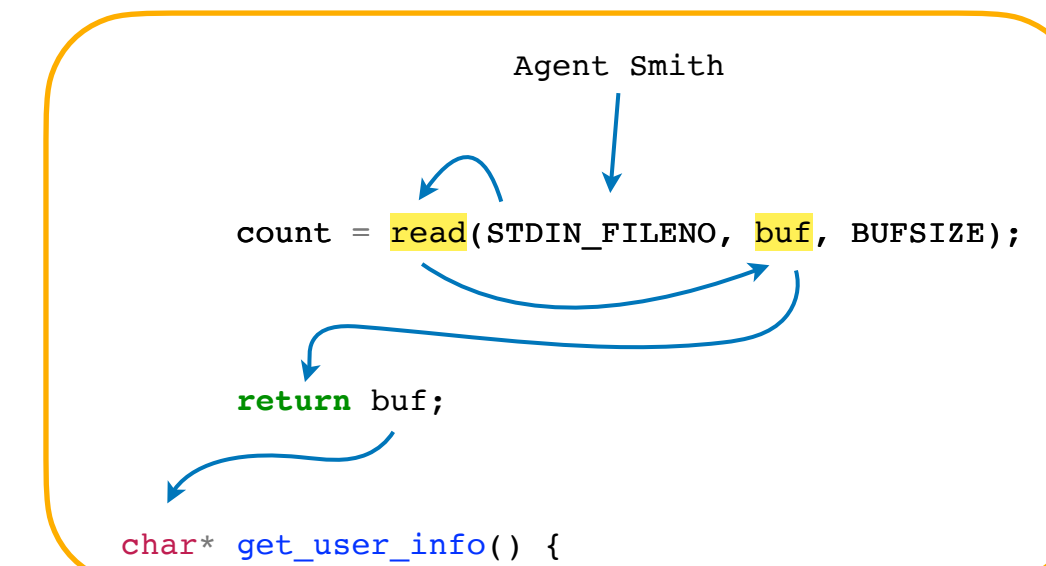 Agent Smith
count = read(STDIN_FILENO, buf, BUFSIZE);
return buf;
char* get_user_info() {